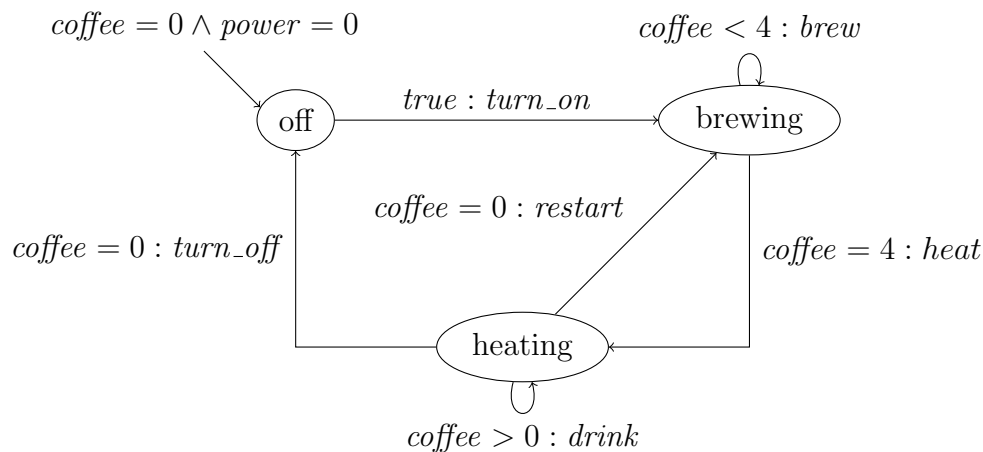 coffee = 0 ∧ power = 0
coffee < 4 : brew
off
true : turn_on
brewing
coffee = 0 : restart
coffee = 0 : turn_off
coffee = 4 : heat
heating
coffee > 0 : drink